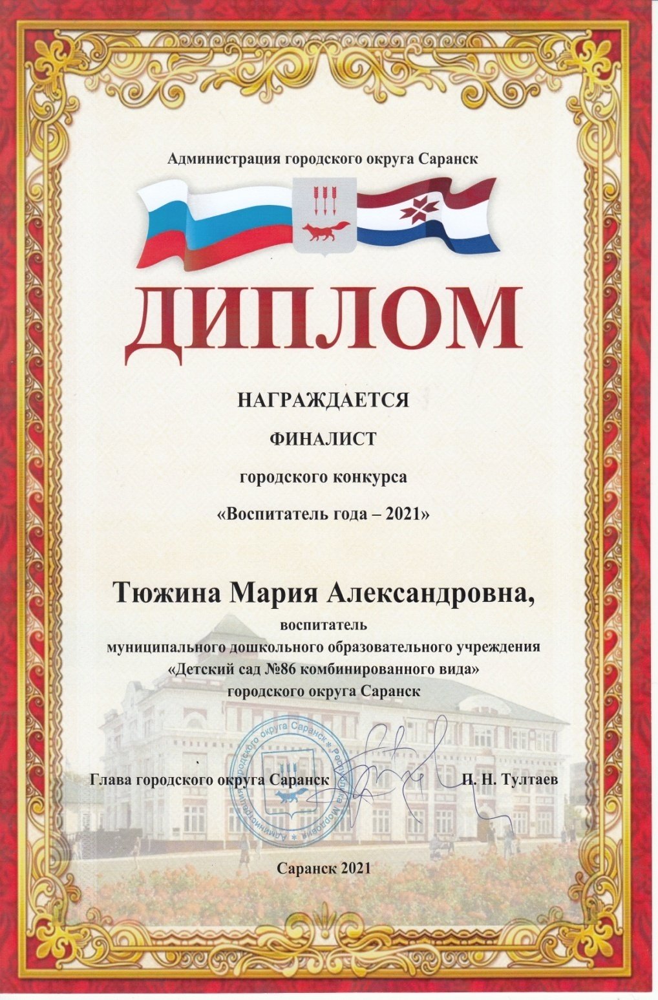 Администрация городского округа Саранск
ДИПЛОМ
НАГРАЖДАЕТСЯ
ФИНАЛИСТ
городского конкурса
«Воспитатель года – 2021»
Тюжина Мария Александровна,
воспитатель
муниципального дошкольного образовательного учреждения
«Детский сад №86 комбинированного вида»
городского округа Саранск
Глава городского округа Саранск П. Н. Тултаев
Администрация городского округа Саранск * Республика Мордовия *
Саранск 2021